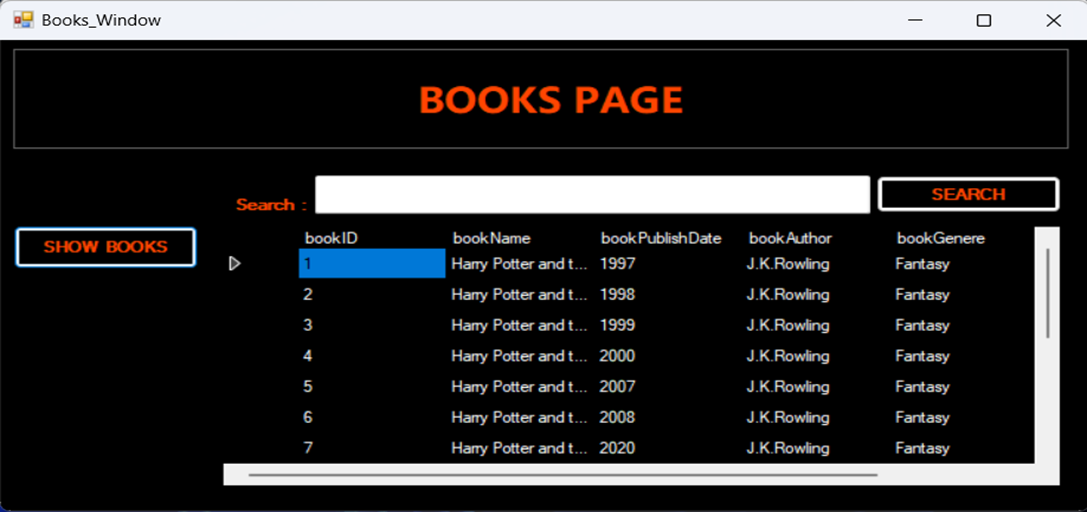 Books_Window
BOOKS PAGE
Search : SEARCH
SHOW BOOKS
bookID bookName bookPublishDate bookAuthor bookGenere
1 Harry Potter and t... 1997 J.K.Rowling Fantasy
2 Harry Potter and t... 1998 J.K.Rowling Fantasy
3 Harry Potter and t... 1999 J.K.Rowling Fantasy
4 Harry Potter and t... 2000 J.K.Rowling Fantasy
5 Harry Potter and t... 2007 J.K.Rowling Fantasy
6 Harry Potter and t... 2008 J.K.Rowling Fantasy
7 Harry Potter and t... 2020 J.K.Rowling Fantasy